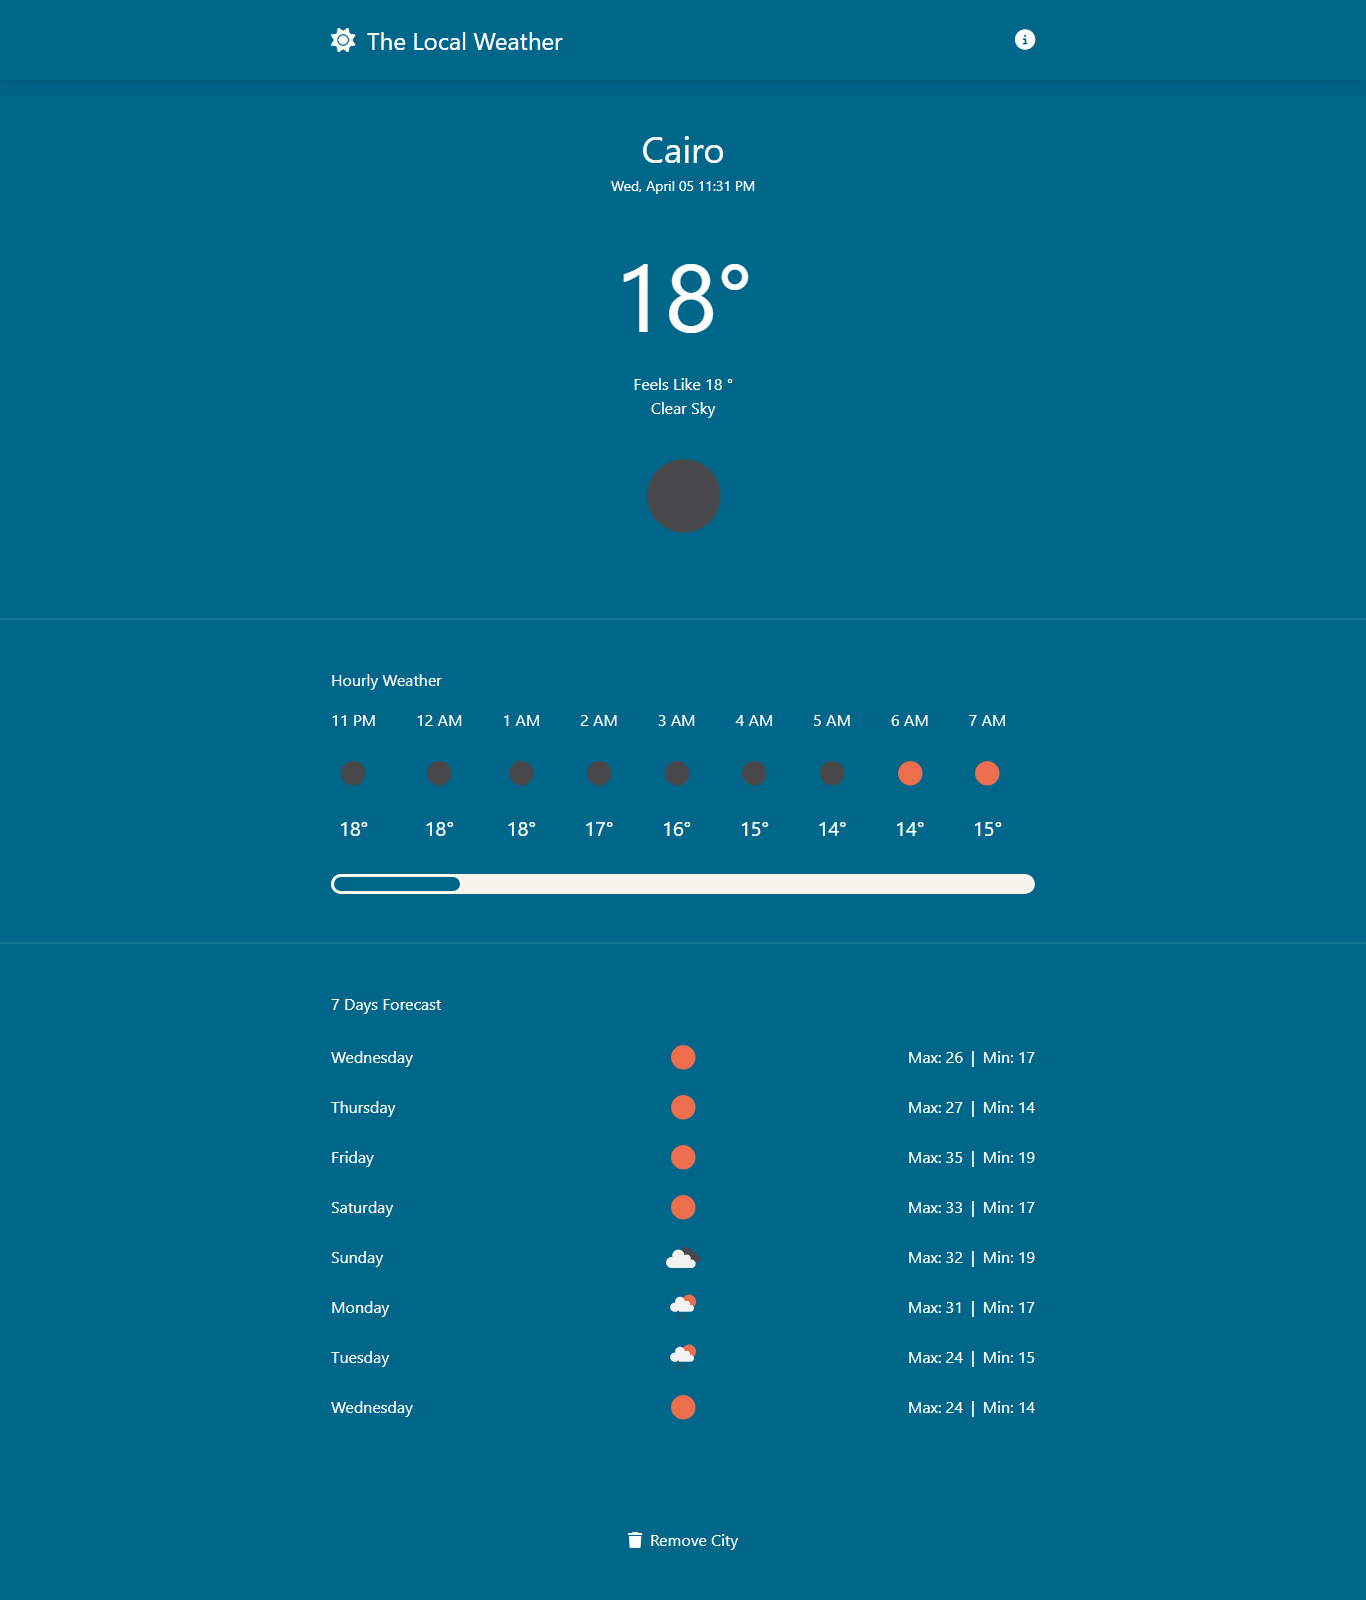 The Local Weather
Cairo
Wed, April 05 11:31 PM
18°
Feels Like 18 °
Clear Sky
Hourly Weather
11 PM 12 AM 1 AM 2 AM 3 AM 4 AM 5 AM 6 AM 7 AM
18° 18° 18° 17° 16° 15° 14° 14° 15°
7 Days Forecast
Wednesday Max: 26 | Min: 17
Thursday Max: 27 | Min: 14
Friday Max: 35 | Min: 19
Saturday Max: 33 | Min: 17
Sunday Max: 32 | Min: 19
Monday Max: 31 | Min: 17
Tuesday Max: 24 | Min: 15
Wednesday Max: 24 | Min: 14
Remove City